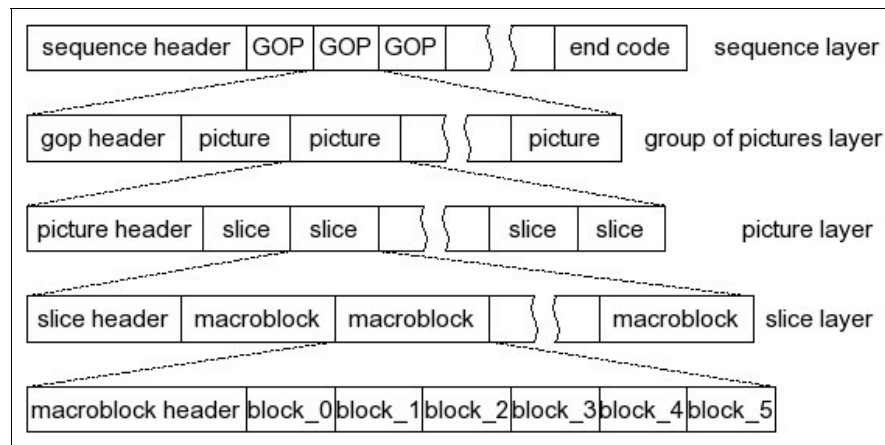 sequence header GOP GOP GOP end code sequence layer
gop header picture picture picture group of pictures layer
picture header slice slice slice slice picture layer
slice header macroblock macroblock macroblock slice layer
macroblock header block_0 block_1 block_2 block_3 block_4 block_5